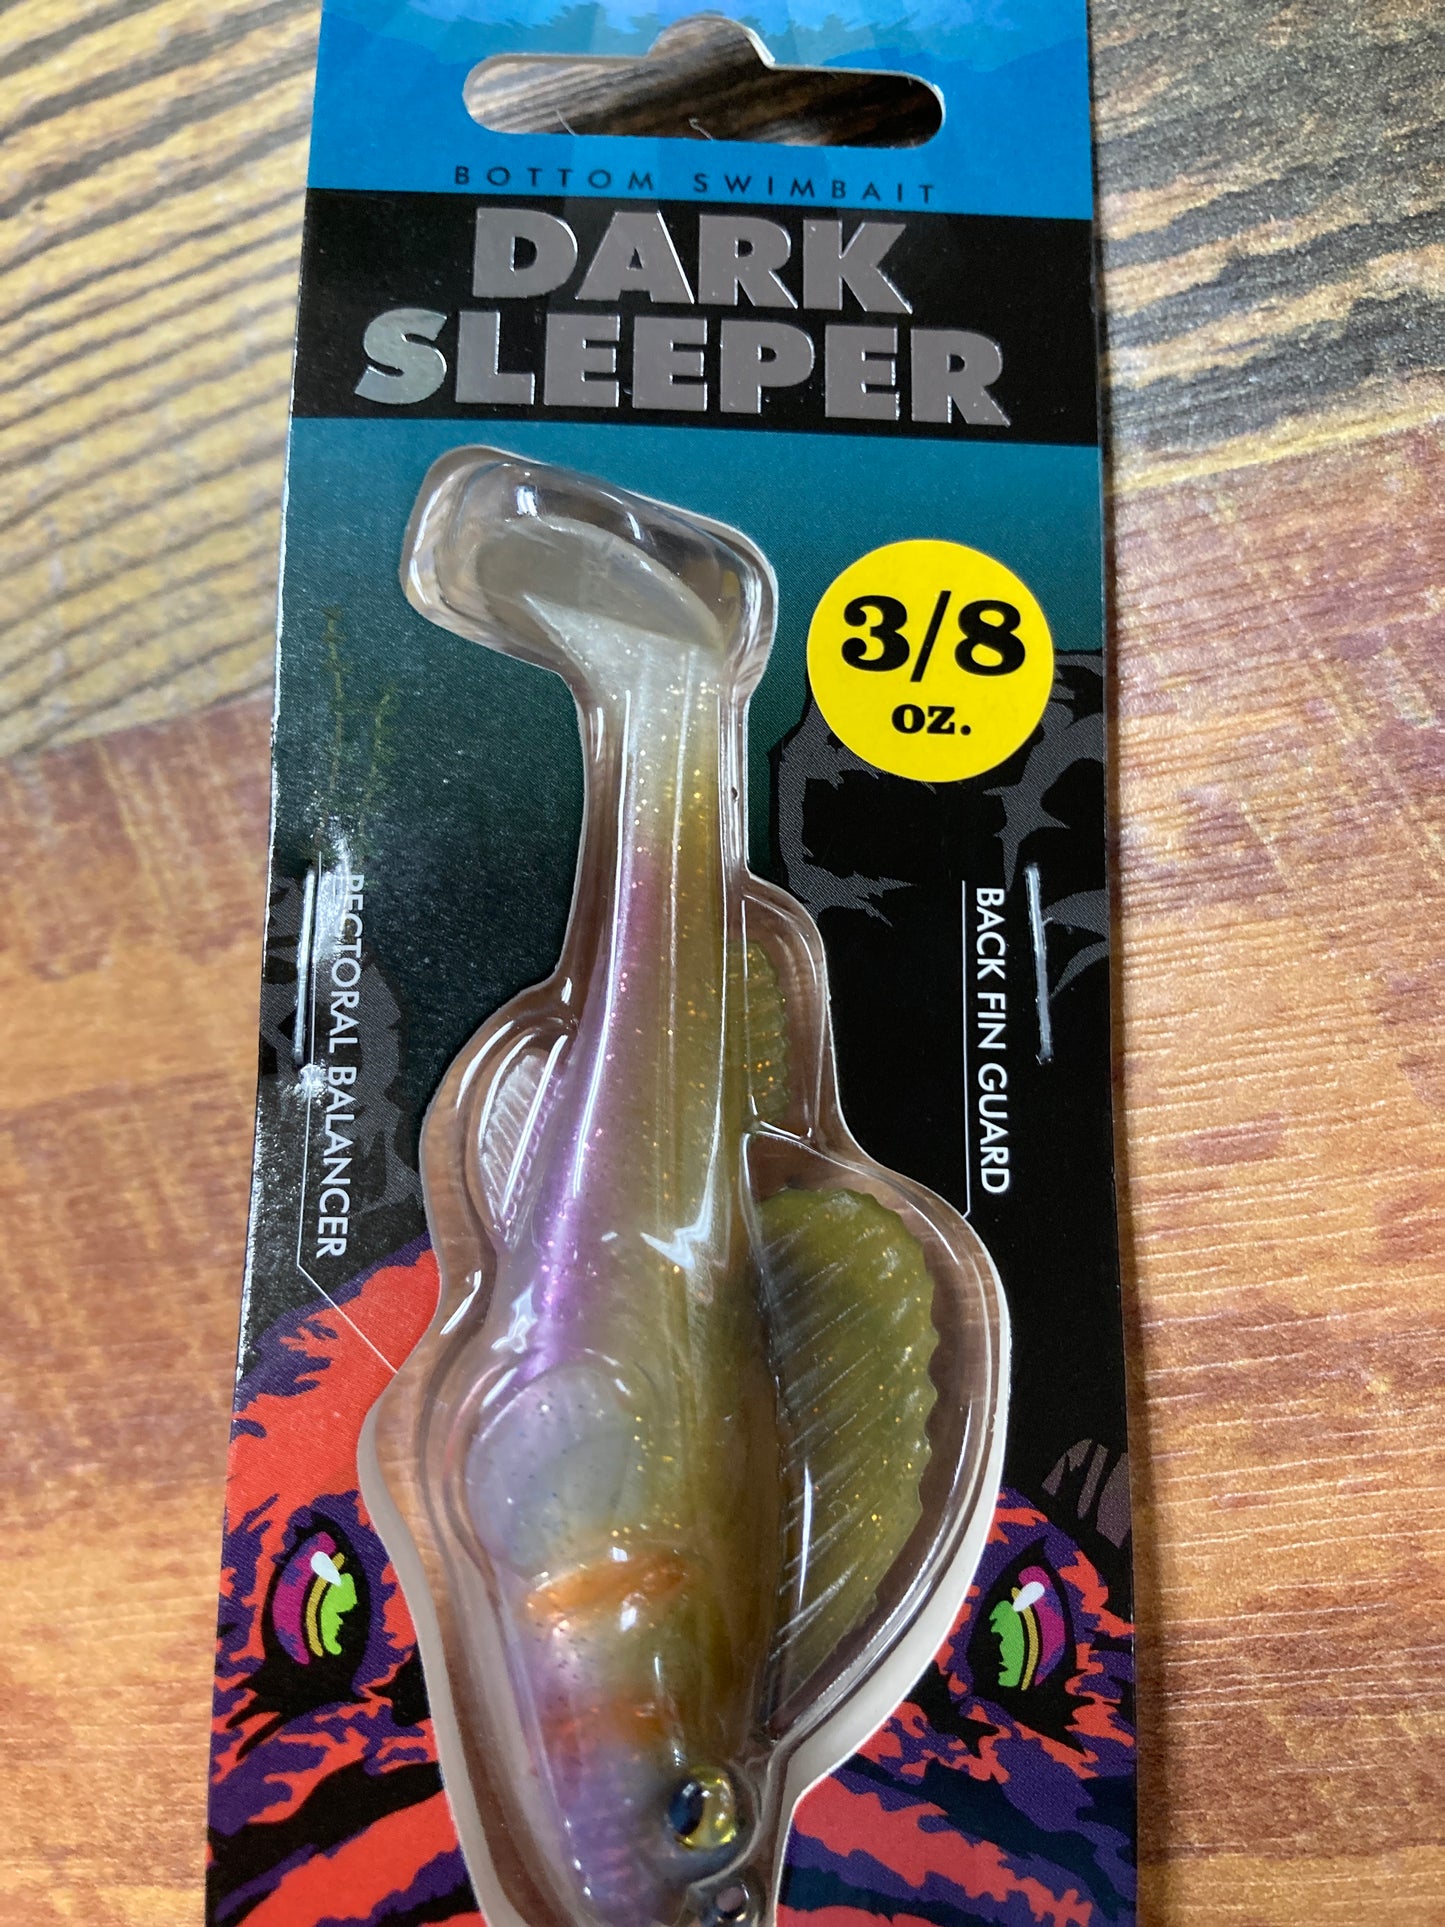 BOTTOM SWIMBAIT
DARK
SLEEPER
3/8
oz.
PECTORAL BALANCER
BACK FIN GUARD